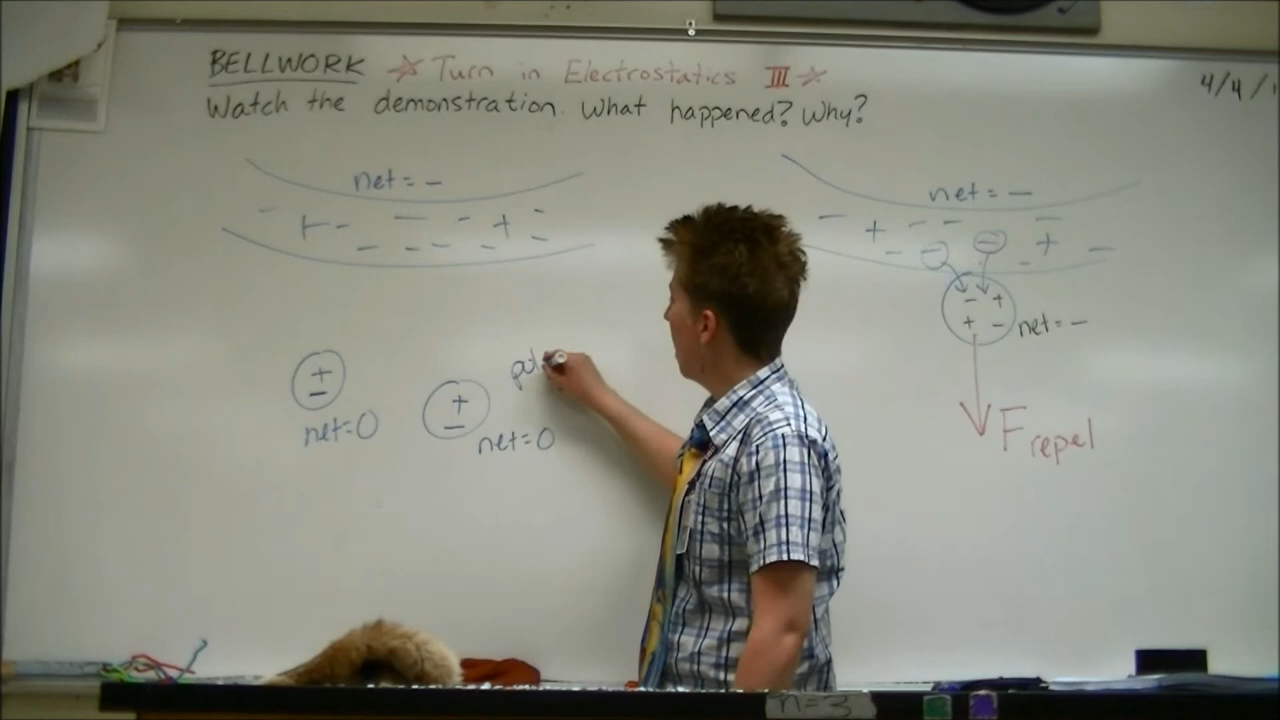 BELLWORK ☆ Turn in Electrostatics III ☆
4/4/1
Watch the demonstration. What happened? Why?
net = −
− + − − − + −
− − − − −
net = 0
+
−
net = 0
+
−
net = −
− + − − − + −
− − − − −
− +
+ −
net = −
F repel
n=3